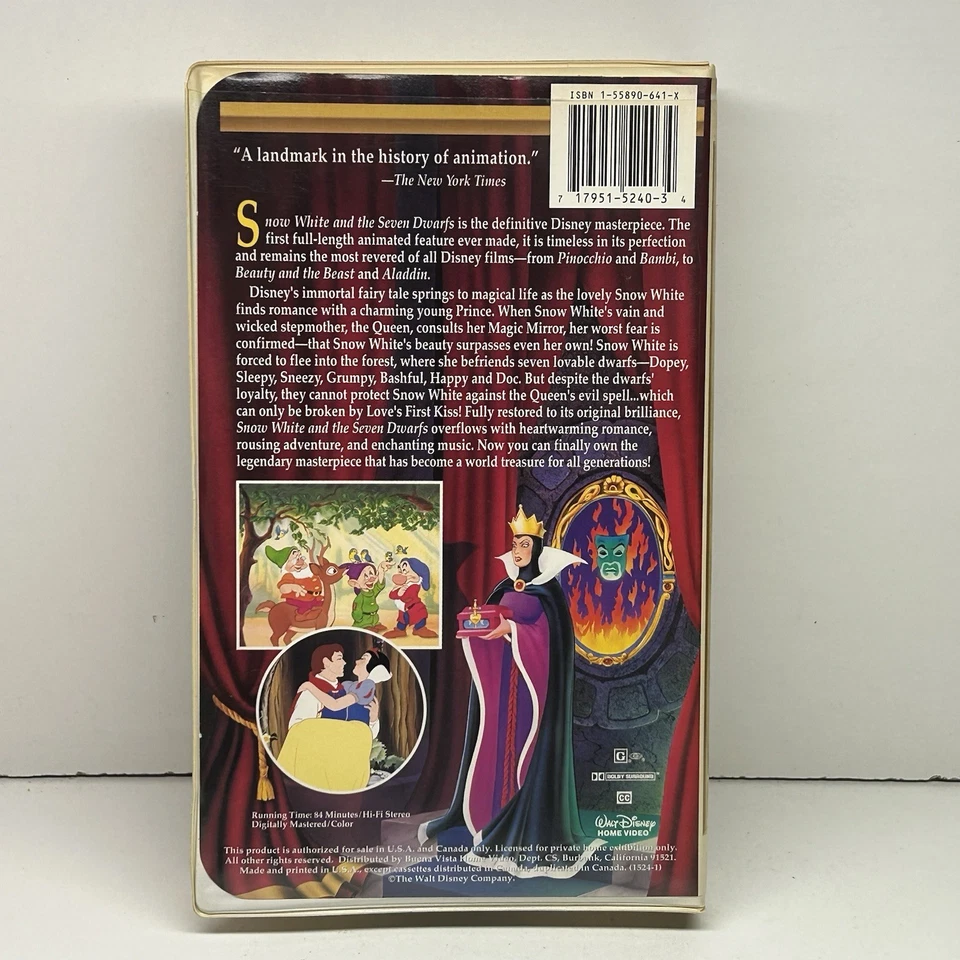 ISBN 1-55890-641-X
7 17951-5240-3 4
“A landmark in the history of animation.”
—The New York Times
Snow White and the Seven Dwarfs is the definitive Disney masterpiece. The
first full-length animated feature ever made, it is timeless in its perfection
and remains the most revered of all Disney films—from Pinocchio and Bambi, to
Beauty and the Beast and Aladdin.
Disney's immortal fairy tale springs to magical life as the lovely Snow White
finds romance with a charming young Prince. When Snow White's vain and
wicked stepmother, the Queen, consults her Magic Mirror, her worst fear is
confirmed—that Snow White's beauty surpasses even her own! Snow White is
forced to flee into the forest, where she befriends seven lovable dwarfs—Dopey,
Sleepy, Sneezy, Grumpy, Bashful, Happy and Doc. But despite the dwarfs'
loyalty, they cannot protect Snow White against the Queen's evil spell...which
can only be broken by Love's First Kiss! Fully restored to its original brilliance,
Snow White and the Seven Dwarfs overflows with heartwarming romance,
rousing adventure, and enchanting music. Now you can finally own the
legendary masterpiece that has become a world treasure for all generations!
G
DOLBY SURROUND
CC
Walt Disney
HOME VIDEO
Running Time: 84 Minutes/Hi-Fi Stereo
Digitally Mastered/Color
This product is authorized for sale in U.S.A. and Canada only. Licensed for private home exhibition only.
All other rights reserved. Distributed by Buena Vista Home Video, Dept. CS, Burbank, California 91521.
Made and printed in U.S.A., except cassettes distributed in Canada, duplicated in Canada. (1524-1)
©The Walt Disney Company.